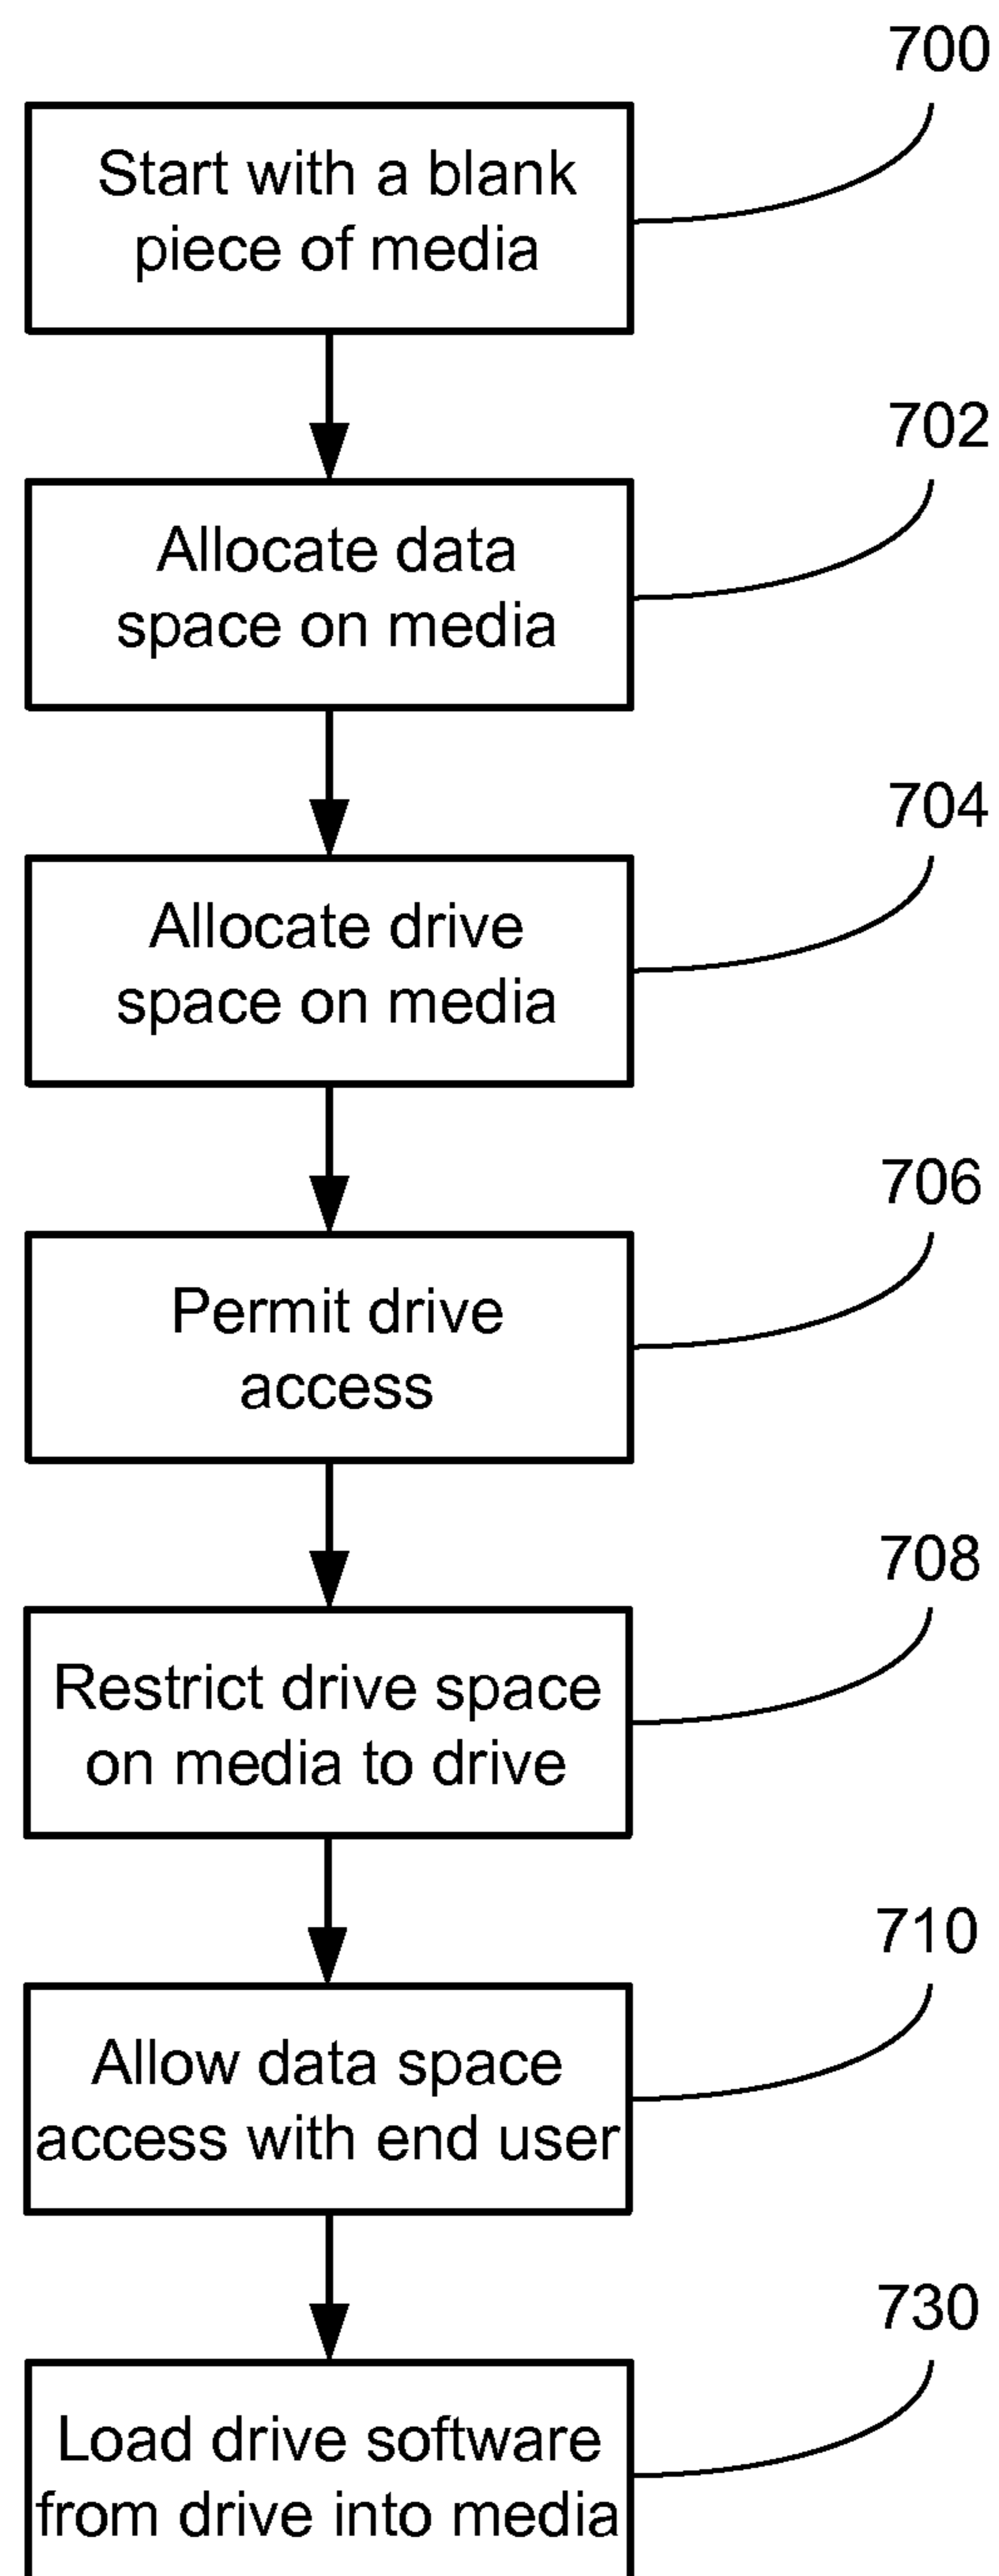 700
Start with a blank
piece of media
702
Allocate data
space on media
704
Allocate drive
space on media
706
Permit drive
access
708
Restrict drive space
on media to drive
710
Allow data space
access with end user
730
Load drive software
from drive into media